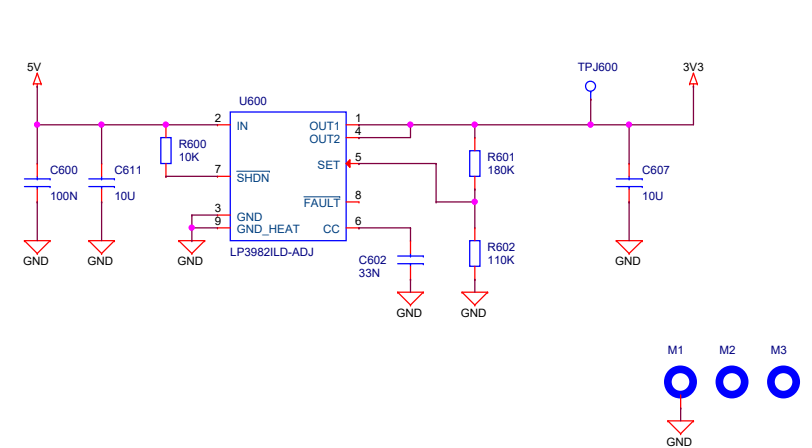 5V
TPJ600
3V3
U600
2
IN
OUT1
1
OUT2
4
R600
10K
SET
5
R601
180K
C600
100N
C611
10U
7
SHDN
C607
10U
FAULT
8
3
GND
9
GND_HEAT
CC
6
LP3982ILD-ADJ
C602
33N
R602
110K
GND
GND
GND
GND
GND
GND
M1
M2
M3
GND